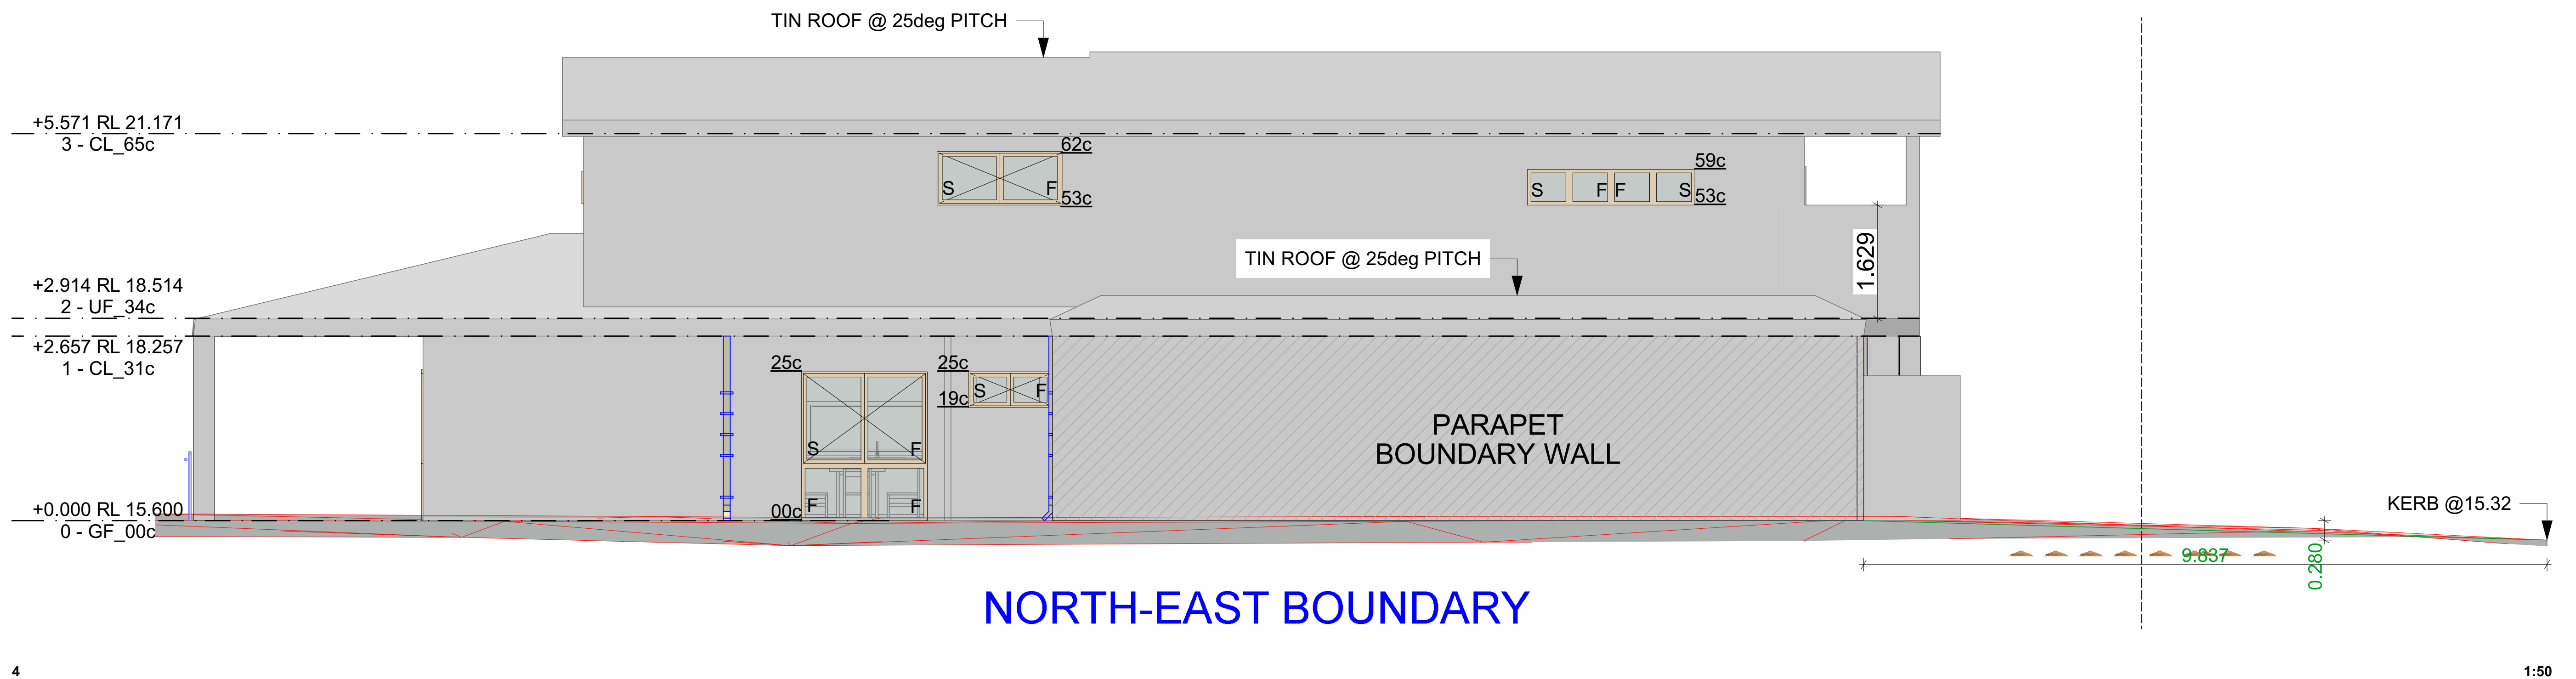 TIN ROOF @ 25deg PITCH
+5.571 RL 21.171
3 - CL_65c
62c
S F
53c
59c
S F F S
53c
1.629
TIN ROOF @ 25deg PITCH
+2.914 RL 18.514
2 - UF_34c
+2.657 RL 18.257
1 - CL_31c
25c
S F
F F
00c
25c
S F
19c
PARAPET
BOUNDARY WALL
+0.000 RL 15.600
0 - GF_00c
KERB @15.32
9.837
0.280
NORTH-EAST BOUNDARY
4
1:50